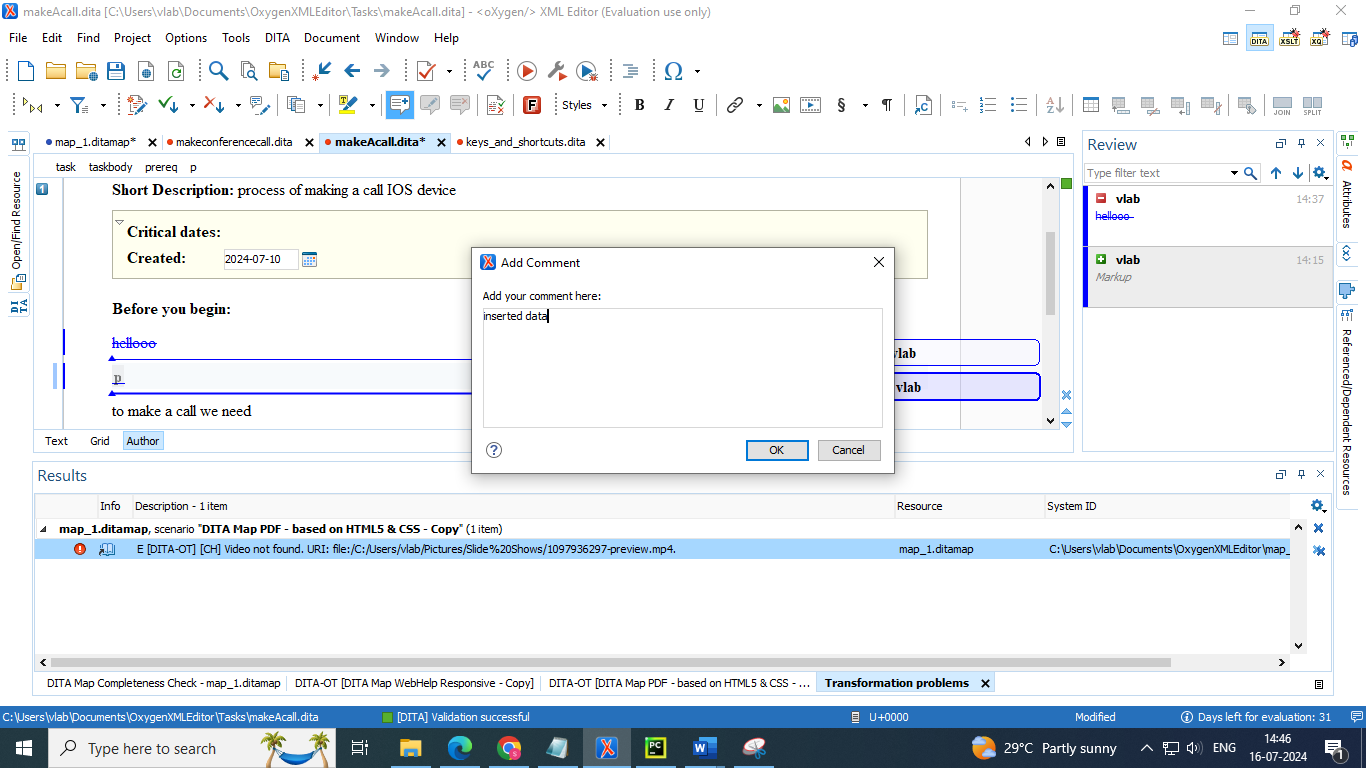 makeAcall.dita [C:\Users\vlab\Documents\OxygenXMLEditor\Tasks\makeAcall.dita] - <oXygen/> XML Editor (Evaluation use only)
File Edit Find Project Options Tools DITA Document Window Help
DITA XSLT XQ
ABC
Styles B I U § ¶ JOIN SPLIT
map_1.ditamap* makeconferencecall.dita makeAcall.dita* keys_and_shortcuts.dita
task taskbody prereq p
Open/Find Resource
DITA
1
Short Description: process of making a call IOS device
Critical dates:
Created: 2024-07-10
Before you begin:
hellooo
vlab
p
vlab
to make a call we need
Text Grid Author
Add Comment
Add your comment here:
inserted data
OK Cancel
Review
Type filter text
vlab 14:37
hellooo
vlab 14:15
Markup
Attributes
Referenced/Dependent Resources
Results
Info Description - 1 item Resource System ID
map_1.ditamap, scenario "DITA Map PDF - based on HTML5 & CSS - Copy" (1 item)
E [DITA-OT] [CH] Video not found. URI: file:/C:/Users/vlab/Pictures/Slide%20Shows/1097936297-preview.mp4. map_1.ditamap C:\Users\vlab\Documents\OxygenXMLEditor\map_
DITA Map Completeness Check - map_1.ditamap DITA-OT [DITA Map WebHelp Responsive - Copy] DITA-OT [DITA Map PDF - based on HTML5 & CSS - ... Transformation problems
C:\Users\vlab\Documents\OxygenXMLEditor\Tasks\makeAcall.dita [DITA] Validation successful U+0000 Modified Days left for evaluation: 31
Type here to search 29°C Partly sunny ENG 14:46
16-07-2024 1